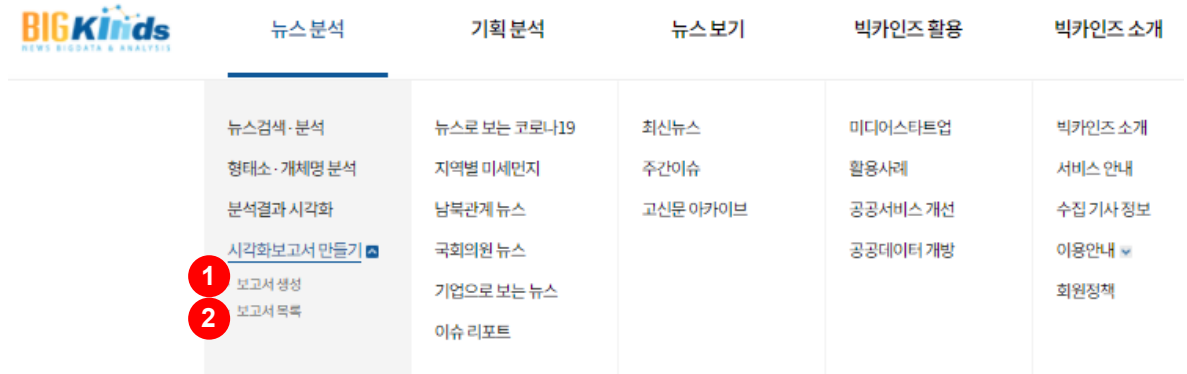 BIGKinds
NEWS BIGDATA & ANALYSIS
뉴스 분석
기획 분석
뉴스 보기
빅카인즈 활용
빅카인즈 소개
뉴스검색·분석
형태소·개체명 분석
분석결과 시각화
시각화보고서 만들기
1 보고서 생성
2 보고서 목록
뉴스로 보는 코로나19
지역별 미세먼지
남북관계 뉴스
국회의원 뉴스
기업으로 보는 뉴스
이슈 리포트
최신뉴스
주간이슈
고신문 아카이브
미디어스타트업
활용사례
공공서비스 개선
공공데이터 개방
빅카인즈 소개
서비스 안내
수집 기사 정보
이용안내
회원정책